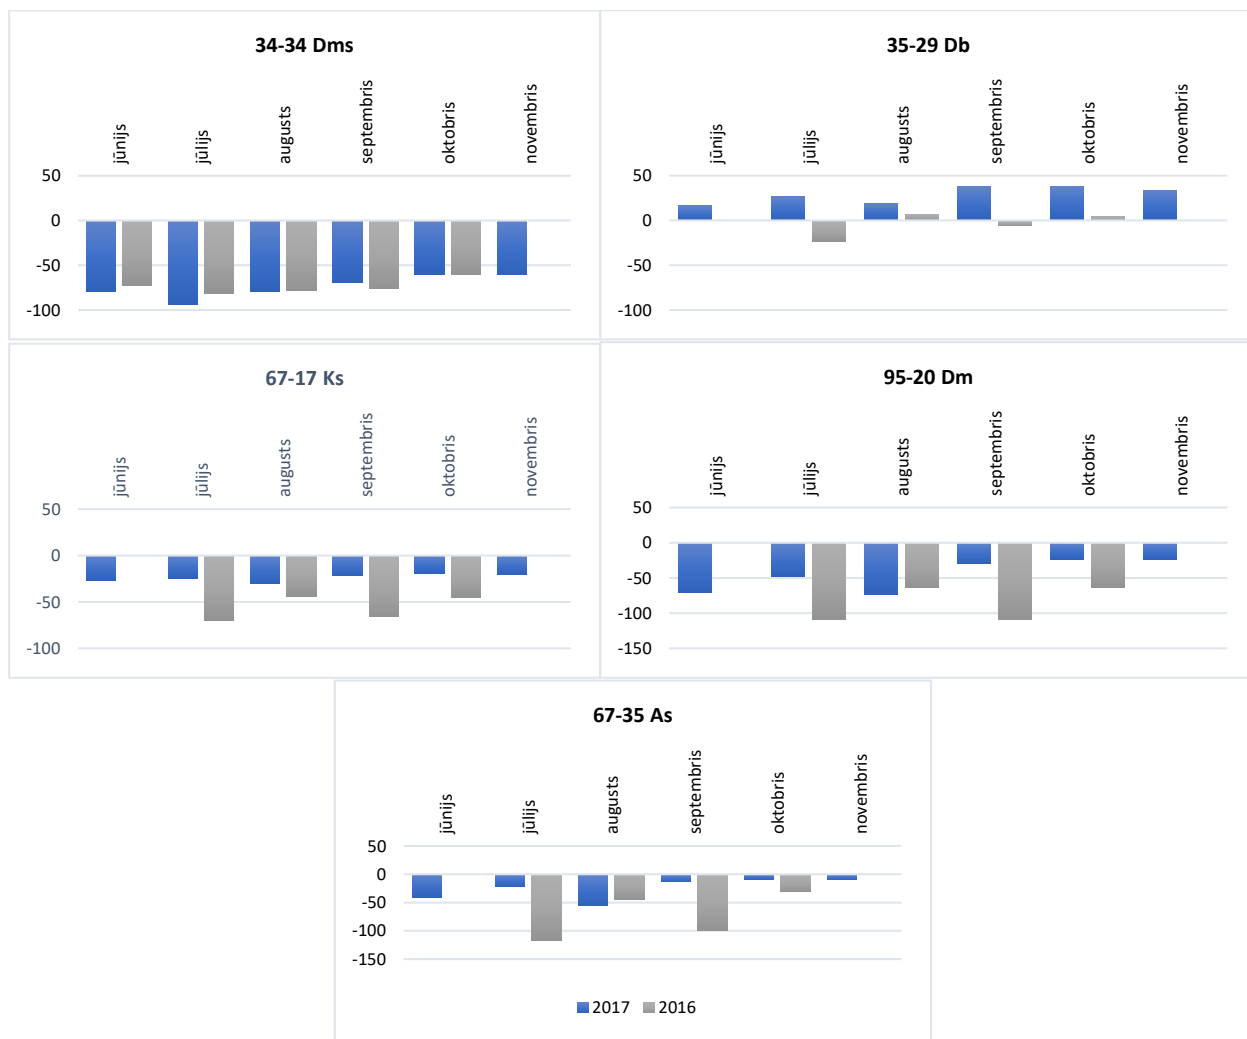 34-34 Dms
jūnijs
jūlijs
augusts
septembris
oktobris
novembris
50
0
-50
-100
35-29 Db
jūnijs
jūlijs
augusts
septembris
oktobris
novembris
50
0
-50
-100
67-17 Ks
jūnijs
jūlijs
augusts
septembris
oktobris
novembris
50
0
-50
-100
95-20 Dm
jūnijs
jūlijs
augusts
septembris
oktobris
novembris
50
0
-50
-100
-150
67-35 As
jūnijs
jūlijs
augusts
septembris
oktobris
novembris
50
0
-50
-100
-150
2017 2016